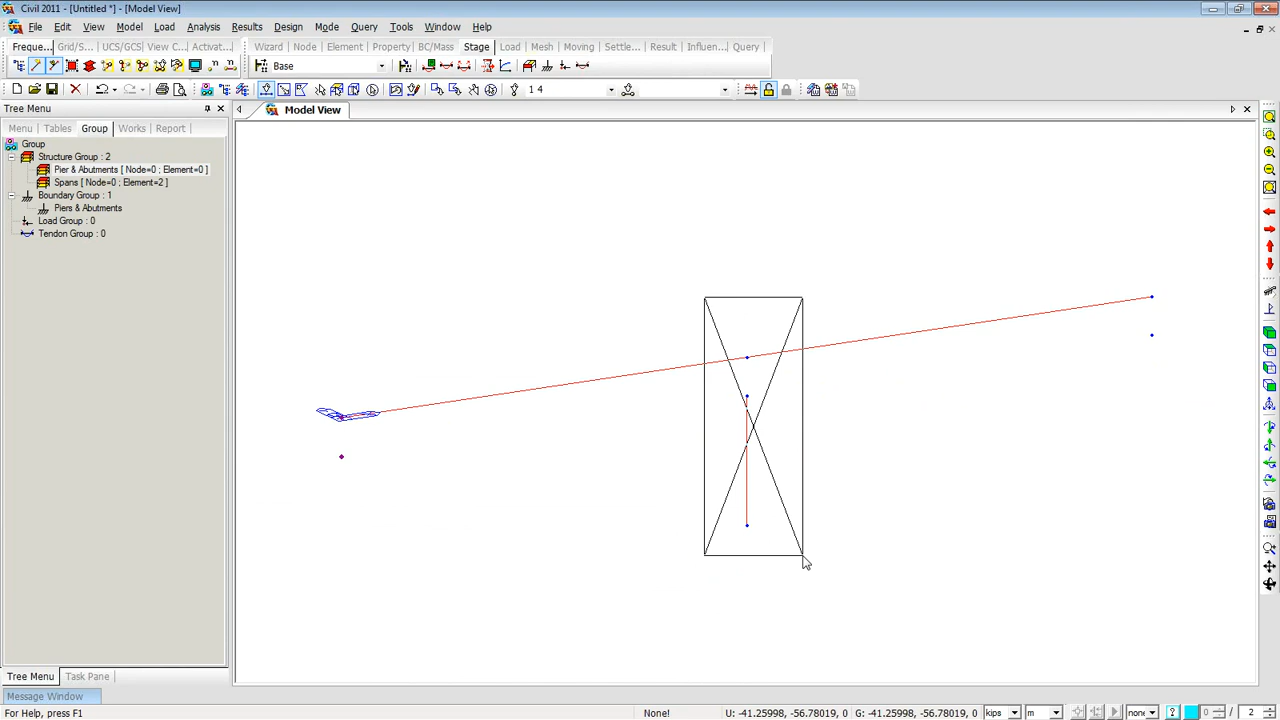 Civil 2011 - [Untitled *] - [Model View]
File Edit View Model Load Analysis Results Design Mode Query Tools Window Help
Freque... Grid/S... UCS/GCS View C... Activat... Wizard Node Element Property BC/Mass Stage Load Mesh Moving Settle... Result Influen... Query
Base
1 4
Tree Menu
Model View
Menu Tables Group Works Report
Group
Structure Group : 2
Pier & Abutments [ Node=0 ; Element=0 ]
Spans [ Node=0 ; Element=2 ]
Boundary Group : 1
Piers & Abutments
Load Group : 0
Tendon Group : 0
Tree Menu Task Pane
Message Window
For Help, press F1
None!
U: -41.25998, -56.78019, 0
G: -41.25998, -56.78019, 0
kips
m
none
0 / 2